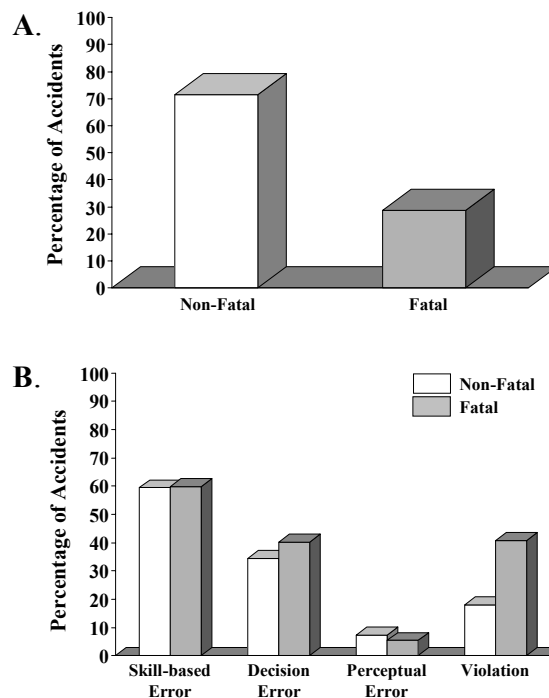 A.
Percentage of Accidents
100
90
80
70
60
50
40
30
20
10
0
Non-Fatal Fatal
B.
Percentage of Accidents
100
90
80
70
60
50
40
30
20
10
0
Non-Fatal
Fatal
Skill-based Decision Perceptual Violation
Error Error Error